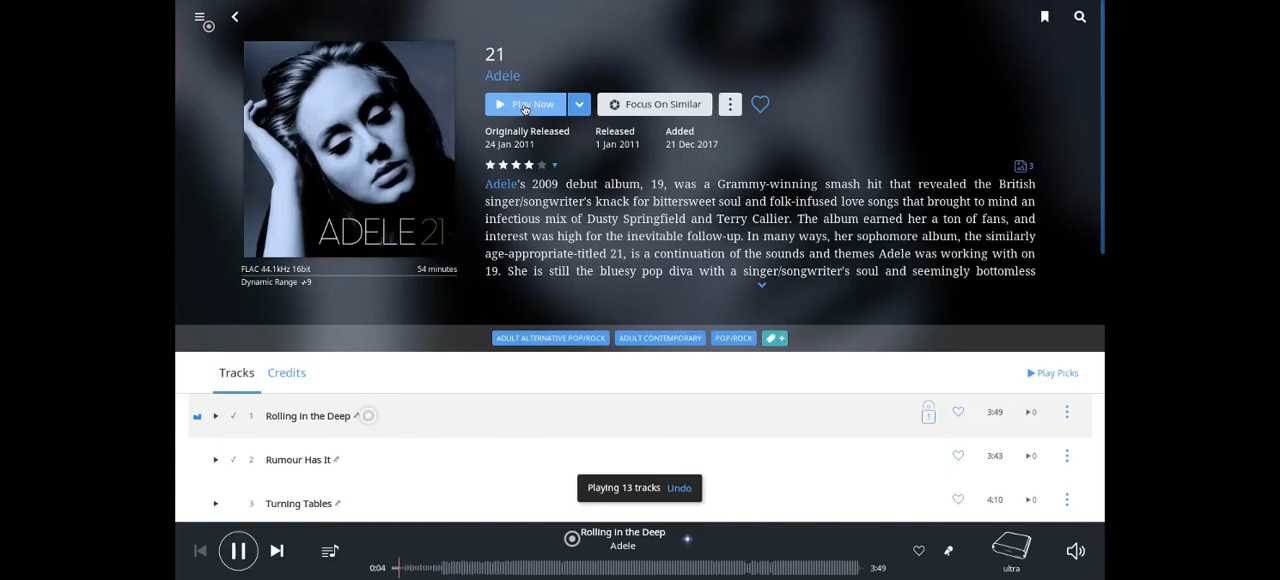 21
Adele
Play Now
Focus On Similar
Originally Released Released Added
24 Jan 2011 1 Jan 2011 21 Dec 2017
3
Adele's 2009 debut album, 19, was a Grammy-winning smash hit that revealed the British
singer/songwriter's knack for bittersweet soul and folk-infused love songs that brought to mind an
infectious mix of Dusty Springfield and Terry Callier. The album earned her a ton of fans, and
interest was high for the inevitable follow-up. In many ways, her sophomore album, the similarly
age-appropriate-titled 21, is a continuation of the sounds and themes Adele was working with on
19. She is still the bluesy pop diva with a singer/songwriter's soul and seemingly bottomless
ADELE 21
FLAC 44.1kHz 16bit 54 minutes
Dynamic Range 9
ADULT ALTERNATIVE POP/ROCK ADULT CONTEMPORARY POP/ROCK +
Tracks Credits Play Picks
1 Rolling in the Deep 1 3:49 0
2 Rumour Has It 3:43 0
3 Turning Tables 4:10 0
Playing 13 tracks Undo
Rolling in the Deep
Adele
0:04 3:49
ultra